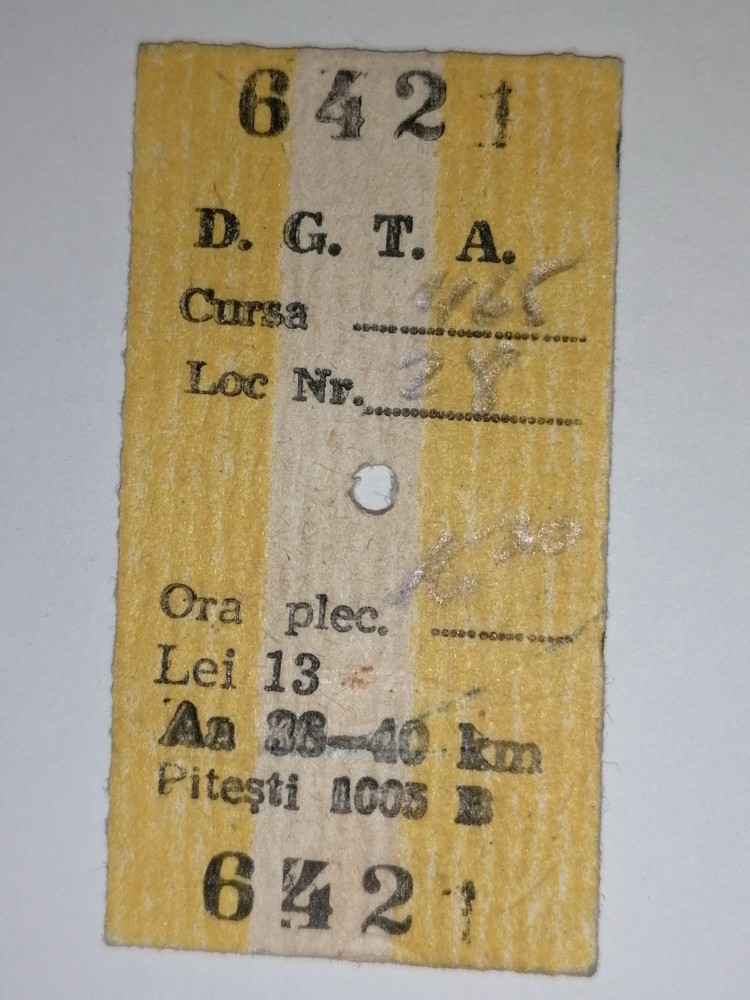 6421
D. G. T. A.
Cursa
Loc Nr. 28
Ora plec.
Lei 13
Aa 36-40 km
Pitești 1005 B
6421